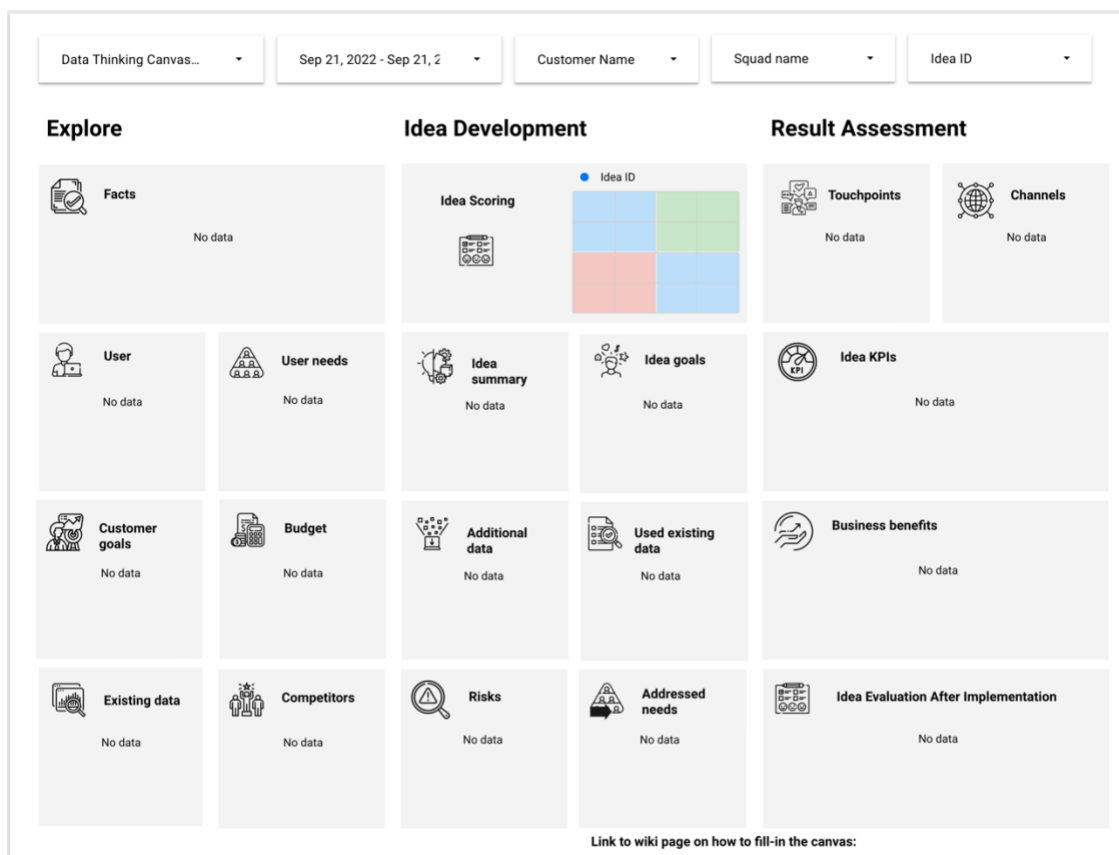 Data Thinking Canvas...
Sep 21, 2022 - Sep 21, 2
Customer Name
Squad name
Idea ID
Explore
Facts
No data
User
No data
User needs
No data
Customer
goals
No data
Budget
No data
Existing data
No data
Competitors
No data
Idea Development
Idea Scoring
Idea ID
Idea
summary
No data
Idea goals
No data
Additional
data
No data
Used existing
data
No data
Risks
No data
Addressed
needs
No data
Result Assessment
Touchpoints
No data
Channels
No data
KPI
Idea KPIs
No data
Business benefits
No data
Idea Evaluation After Implementation
No data
Link to wiki page on how to fill-in the canvas: